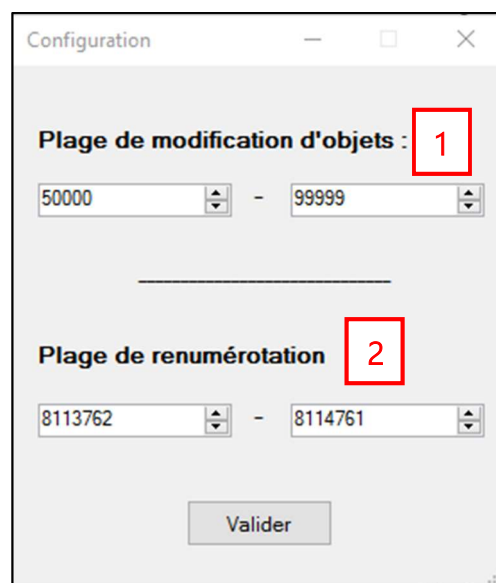 Configuration
Plage de modification d'objets : 1
50000 - 99999
Plage de renumérotation 2
8113762 - 8114761
Valider